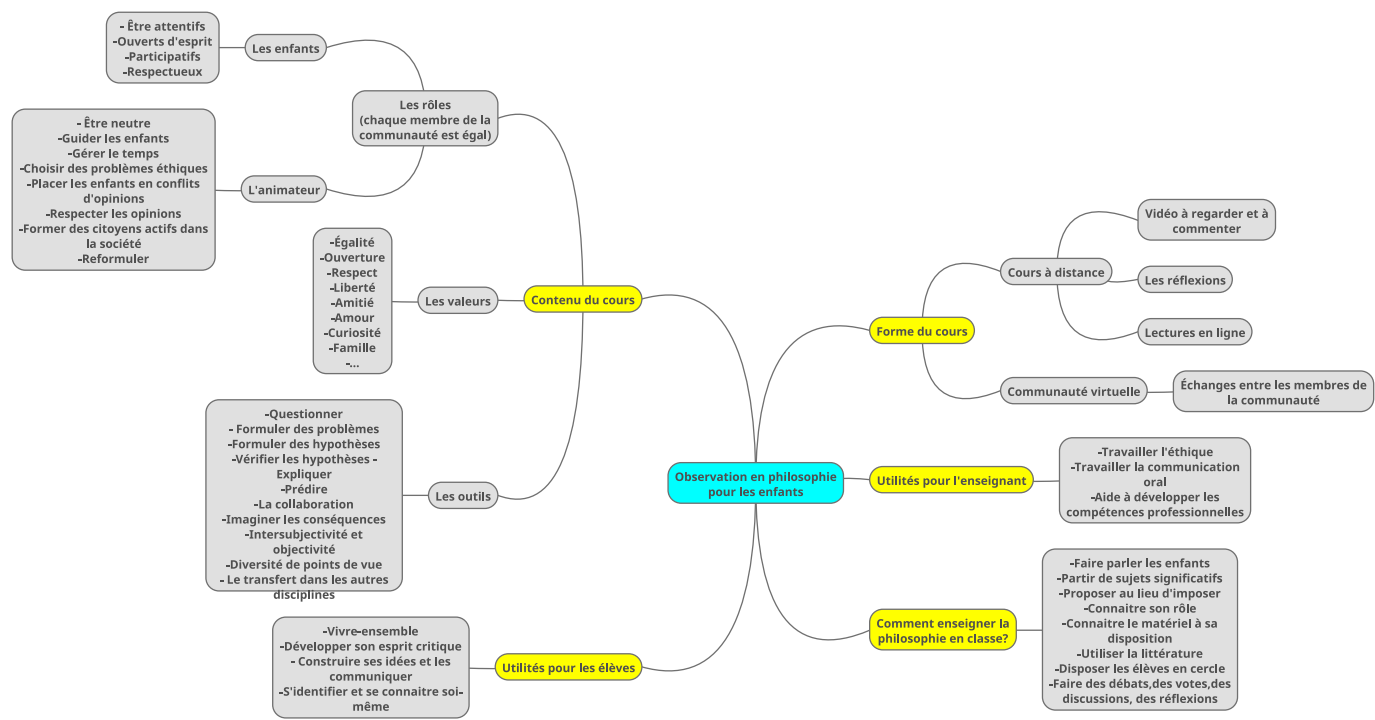 - Être attentifs
-Ouverts d'esprit
-Participatifs
-Respectueux
Les enfants
Les rôles
(chaque membre de la
communauté est égal)
- Être neutre
-Guider les enfants
-Gérer le temps
-Choisir des problèmes éthiques
-Placer les enfants en conflits
d'opinions
-Respecter les opinions
-Former des citoyens actifs dans
la société
-Reformuler
L'animateur
-Égalité
-Ouverture
-Respect
-Liberté
-Amitié
-Amour
-Curiosité
-Famille
-...
Les valeurs
Contenu du cours
-Questionner
- Formuler des problèmes
-Formuler des hypothèses
-Vérifier les hypothèses -
Expliquer
-Prédire
-La collaboration
-Imaginer les conséquences
-Intersubjectivité et
objectivité
-Diversité de points de vue
- Le transfert dans les autres
disciplines
Les outils
-Vivre-ensemble
-Développer son esprit critique
- Construire ses idées et les
communiquer
-S'identifier et se connaitre soi-
même
Utilités pour les élèves
Observation en philosophie
pour les enfants
Forme du cours
Cours à distance
Vidéo à regarder et à
commenter
Les réflexions
Lectures en ligne
Communauté virtuelle
Échanges entre les membres de
la communauté
Utilités pour l'enseignant
-Travailler l'éthique
-Travailler la communication
oral
-Aide à développer les
compétences professionnelles
Comment enseigner la
philosophie en classe?
-Faire parler les enfants
-Partir de sujets significatifs
-Proposer au lieu d'imposer
-Connaitre son rôle
-Connaitre le matériel à sa
disposition
-Utiliser la littérature
-Disposer les élèves en cercle
-Faire des débats,des votes,des
discussions, des réflexions